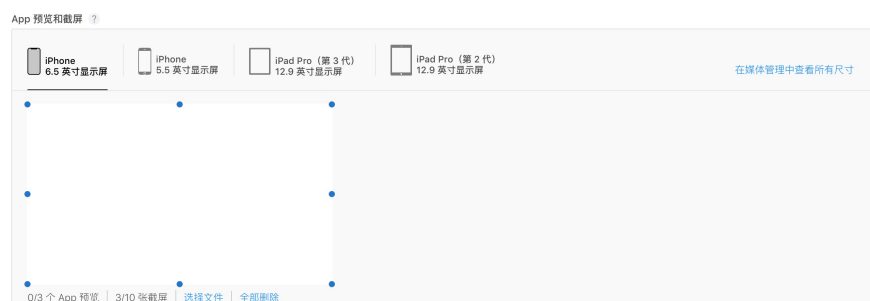 App 预览和截屏 ?
iPhone
6.5 英寸显示屏
iPhone
5.5 英寸显示屏
iPad Pro（第 3 代）
12.9 英寸显示屏
iPad Pro（第 2 代）
12.9 英寸显示屏
在媒体管理中查看所有尺寸
0/3 个 App 预览 | 3/10 张截屏 | 选择文件 | 全部删除